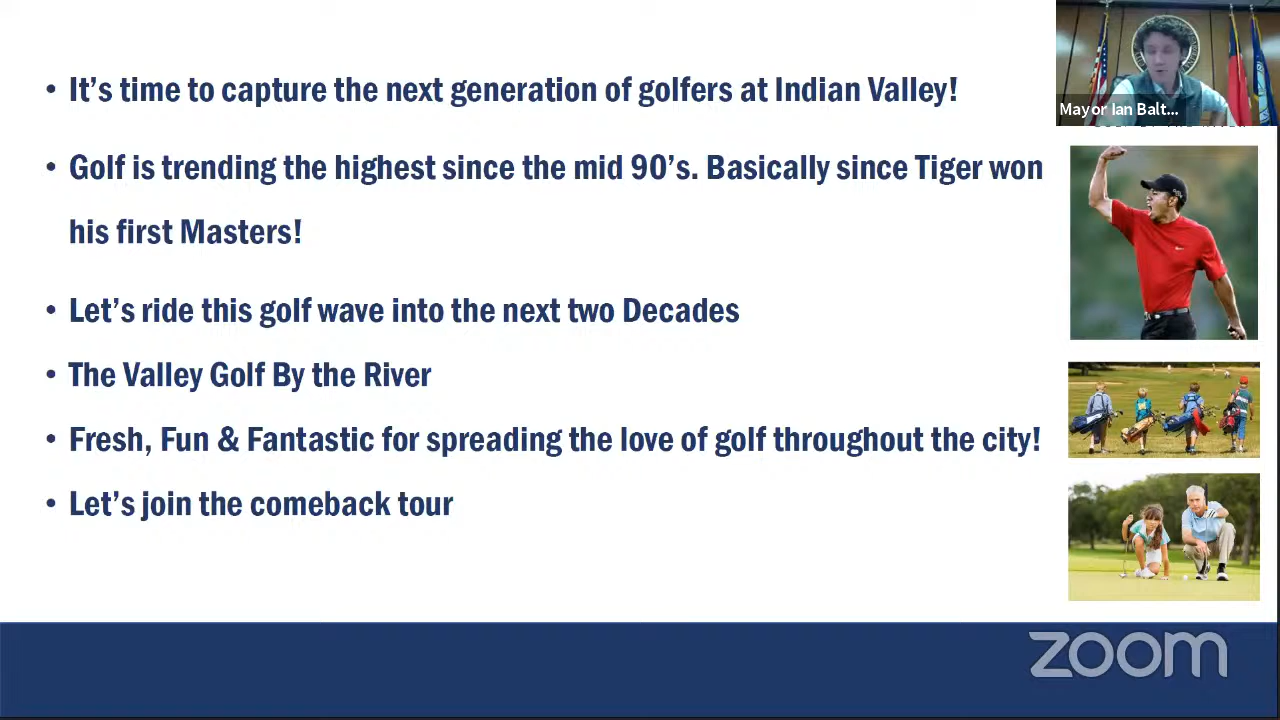 • It's time to capture the next generation of golfers at Indian Valley!
• Golf is trending the highest since the mid 90's. Basically since Tiger won
his first Masters!
• Let's ride this golf wave into the next two Decades
• The Valley Golf By the River
• Fresh, Fun & Fantastic for spreading the love of golf throughout the city!
• Let's join the comeback tour
Mayor Ian Balt...
zoom